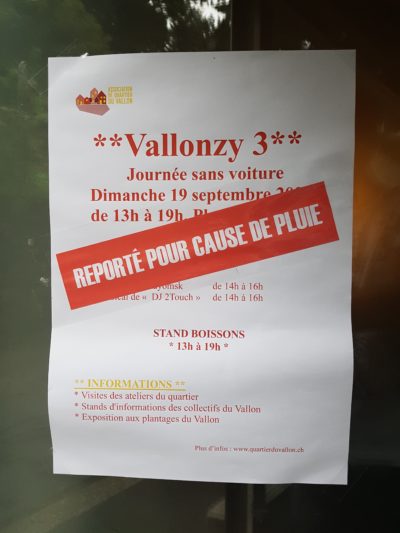 ASSOCIATION
DE QUARTIER
DU VALLON
**Vallonzy 3**
Journée sans voiture
Dimanche 19 septembre
de 13h à 19h,
REPORTÉ POUR CAUSE DE PLUIE
de 14h à 16h
de « DJ 2Touch » de 14h à 16h
STAND BOISSONS
* 13h à 19h *
** INFORMATIONS **
* Visites des ateliers du quartier
* Stands d'informations des collectifs du Vallon
* Exposition aux plantages du Vallon
Plus d'infos : www.quartierduvallon.ch